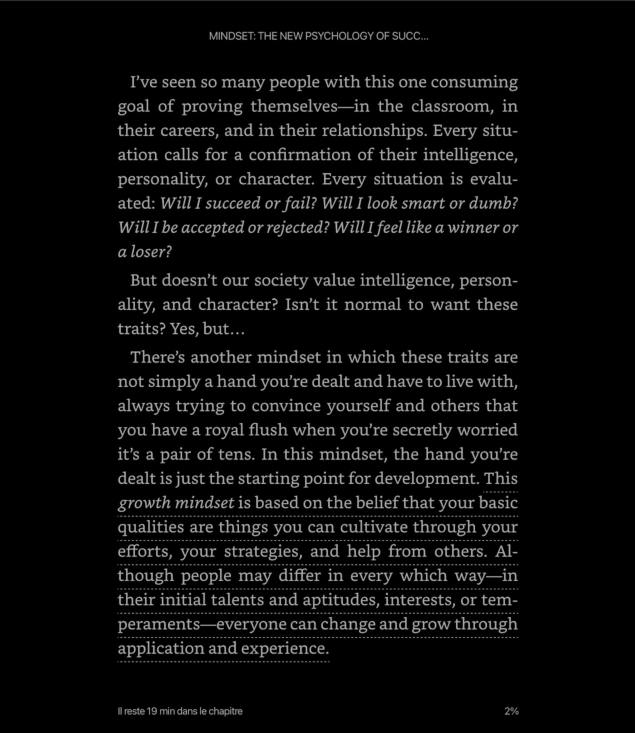 MINDSET: THE NEW PSYCHOLOGY OF SUCC...
I’ve seen so many people with this one consuming
goal of proving themselves—in the classroom, in
their careers, and in their relationships. Every situ-
ation calls for a confirmation of their intelligence,
personality, or character. Every situation is evalu-
ated: Will I succeed or fail? Will I look smart or dumb?
Will I be accepted or rejected? Will I feel like a winner or
a loser?
But doesn’t our society value intelligence, person-
ality, and character? Isn’t it normal to want these
traits? Yes, but…
There’s another mindset in which these traits are
not simply a hand you’re dealt and have to live with,
always trying to convince yourself and others that
you have a royal flush when you’re secretly worried
it’s a pair of tens. In this mindset, the hand you’re
dealt is just the starting point for development. This
growth mindset is based on the belief that your basic
qualities are things you can cultivate through your
efforts, your strategies, and help from others. Al-
though people may differ in every which way—in
their initial talents and aptitudes, interests, or tem-
peraments—everyone can change and grow through
application and experience.
Il reste 19 min dans le chapitre
2%